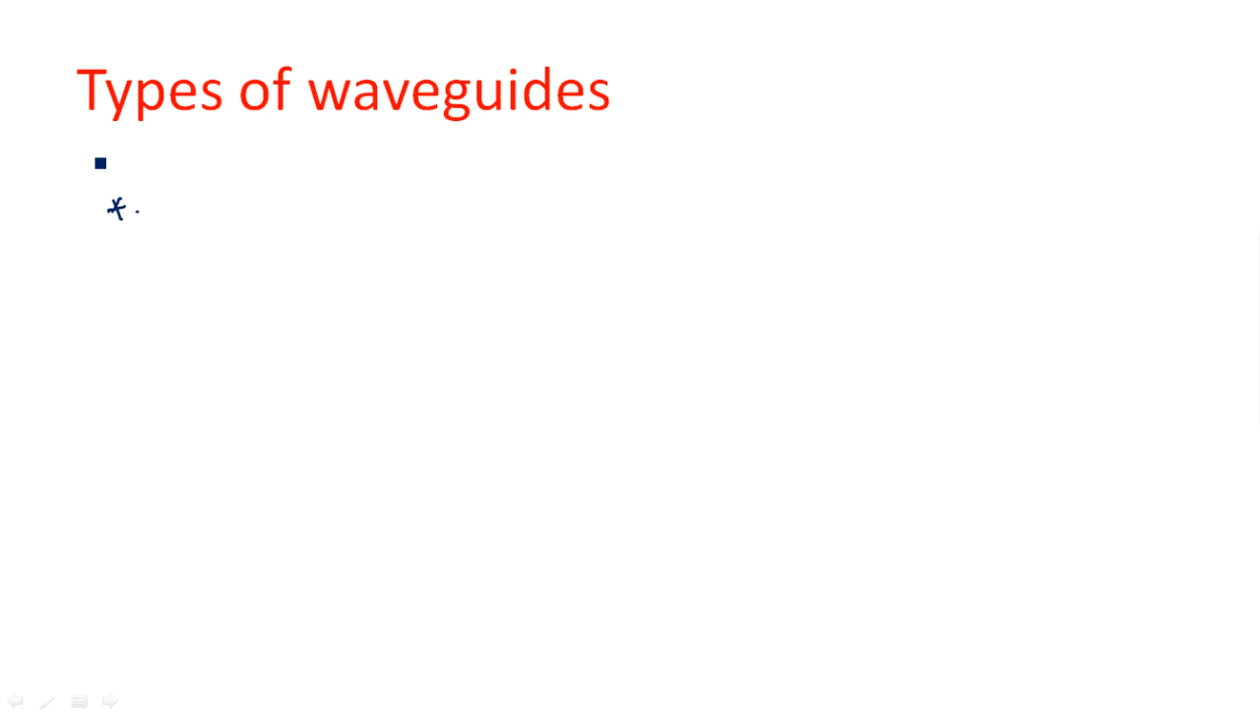 Types of waveguides
▪
* .